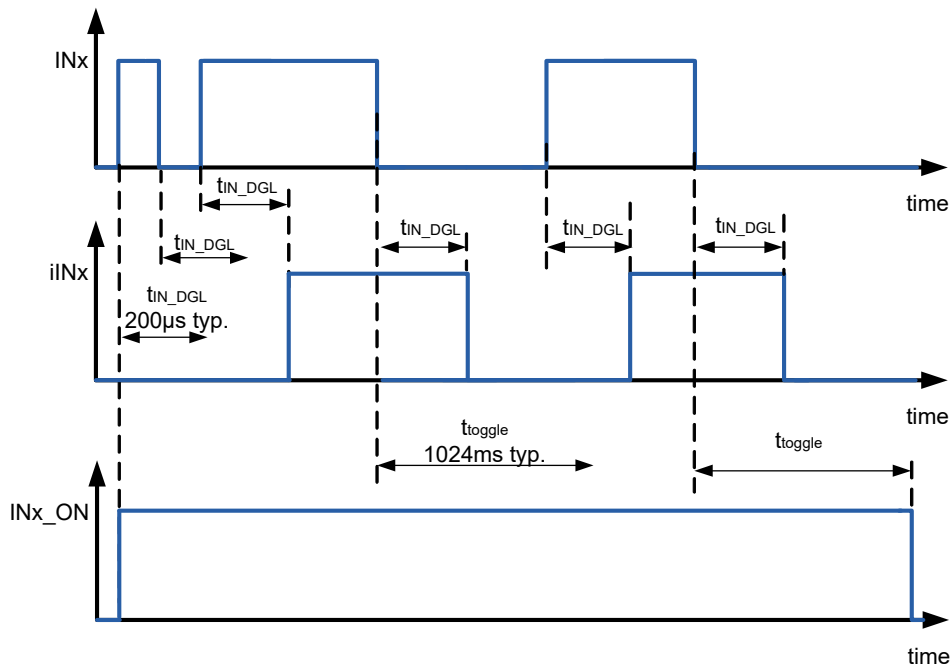 INx
time
tIN_DGL
tIN_DGL
tIN_DGL
tIN_DGL
tIN_DGL
iINx
tIN_DGL
200µs typ.
time
ttoggle
1024ms typ.
ttoggle
INx_ON
time